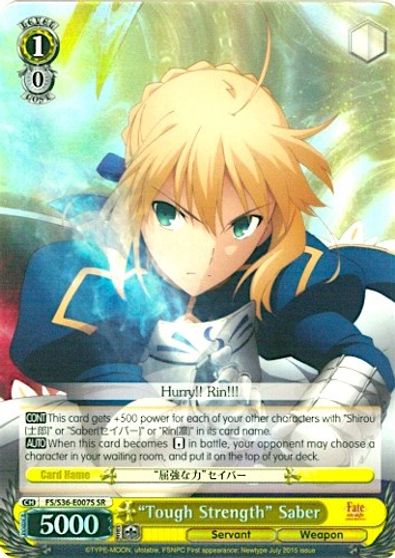 LEVEL
1
0
COST
Hurry!! Rin!!!
CONT This card gets +500 power for each of your other characters with "Shirou
(士郎)" or "Saber(セイバー)" or "Rin(凛)" in its card name.
AUTO When this card becomes [ ] in battle, your opponent may choose a
character in your waiting room, and put it on the top of your deck.
Card Name "屈強な力"セイバー
CH FS/S36-E007S SR
5000
"Tough Strength" Saber
Servant Weapon
©TYPE-MOON, ufotable, FSNPC First appearance: Newtype July 2015 issue
Fate